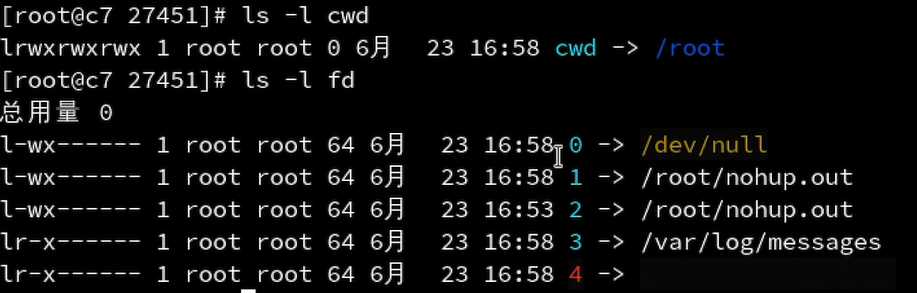 [root@c7 27451]# ls -l cwd
lrwxrwxrwx 1 root root 0 6月  23 16:58 cwd -> /root
[root@c7 27451]# ls -l fd
总用量 0
l-wx------ 1 root root 64 6月  23 16:58 0 -> /dev/null
l-wx------ 1 root root 64 6月  23 16:58 1 -> /root/nohup.out
l-wx------ 1 root root 64 6月  23 16:53 2 -> /root/nohup.out
lr-x------ 1 root root 64 6月  23 16:58 3 -> /var/log/messages
lr-x------ 1 root root 64 6月  23 16:58 4 ->